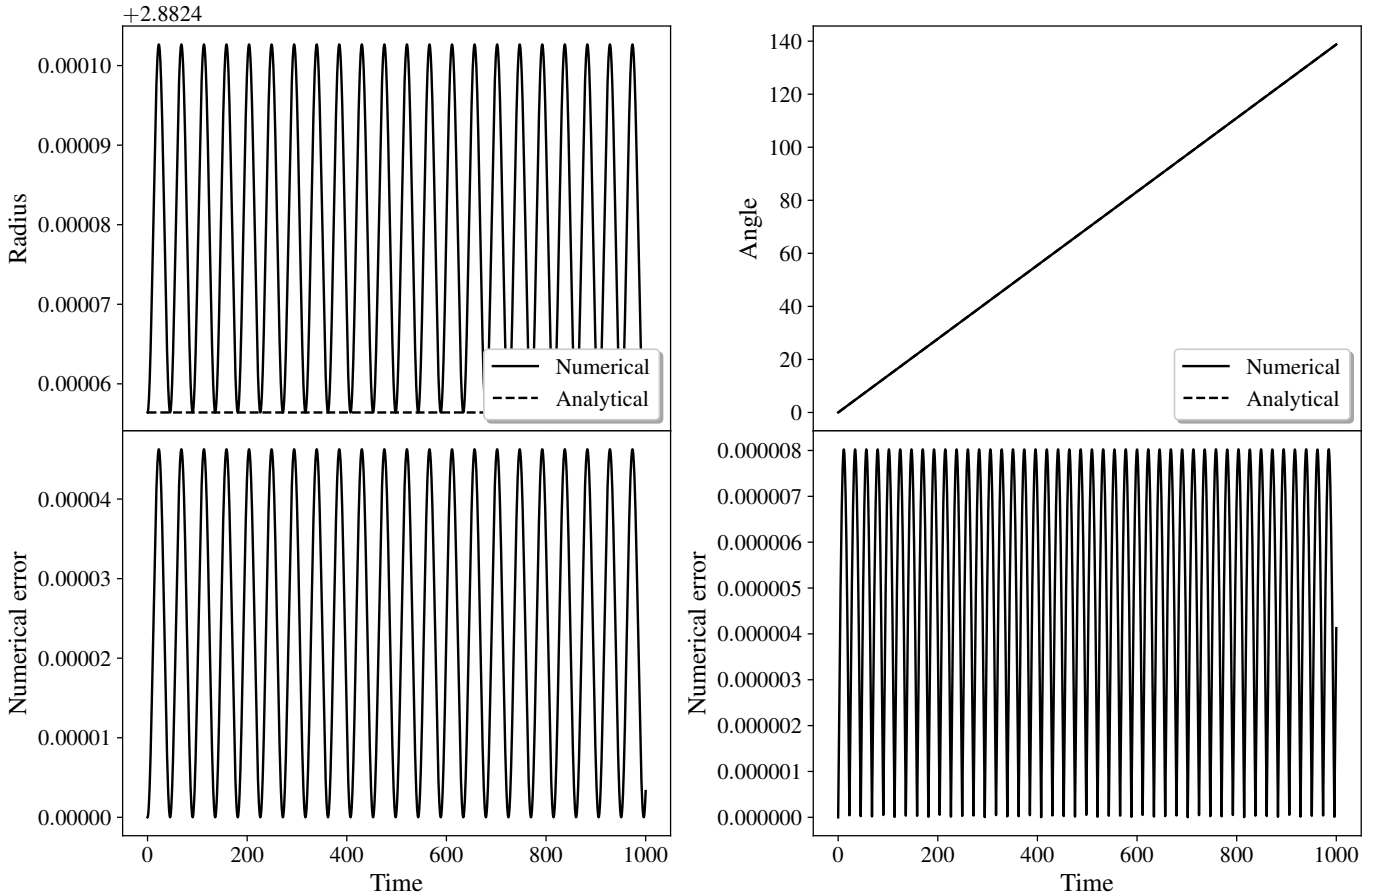 +2.8824
0.00010
0.00009
0.00008
0.00007
0.00006
Radius
Numerical
Analytical
140
120
100
80
60
40
20
0
Angle
Numerical
Analytical
0.00004
0.00003
0.00002
0.00001
0.00000
Numerical error
0 200 400 600 800 1000
Time
0.000008
0.000007
0.000006
0.000005
0.000004
0.000003
0.000002
0.000001
0.000000
Numerical error
0 200 400 600 800 1000
Time